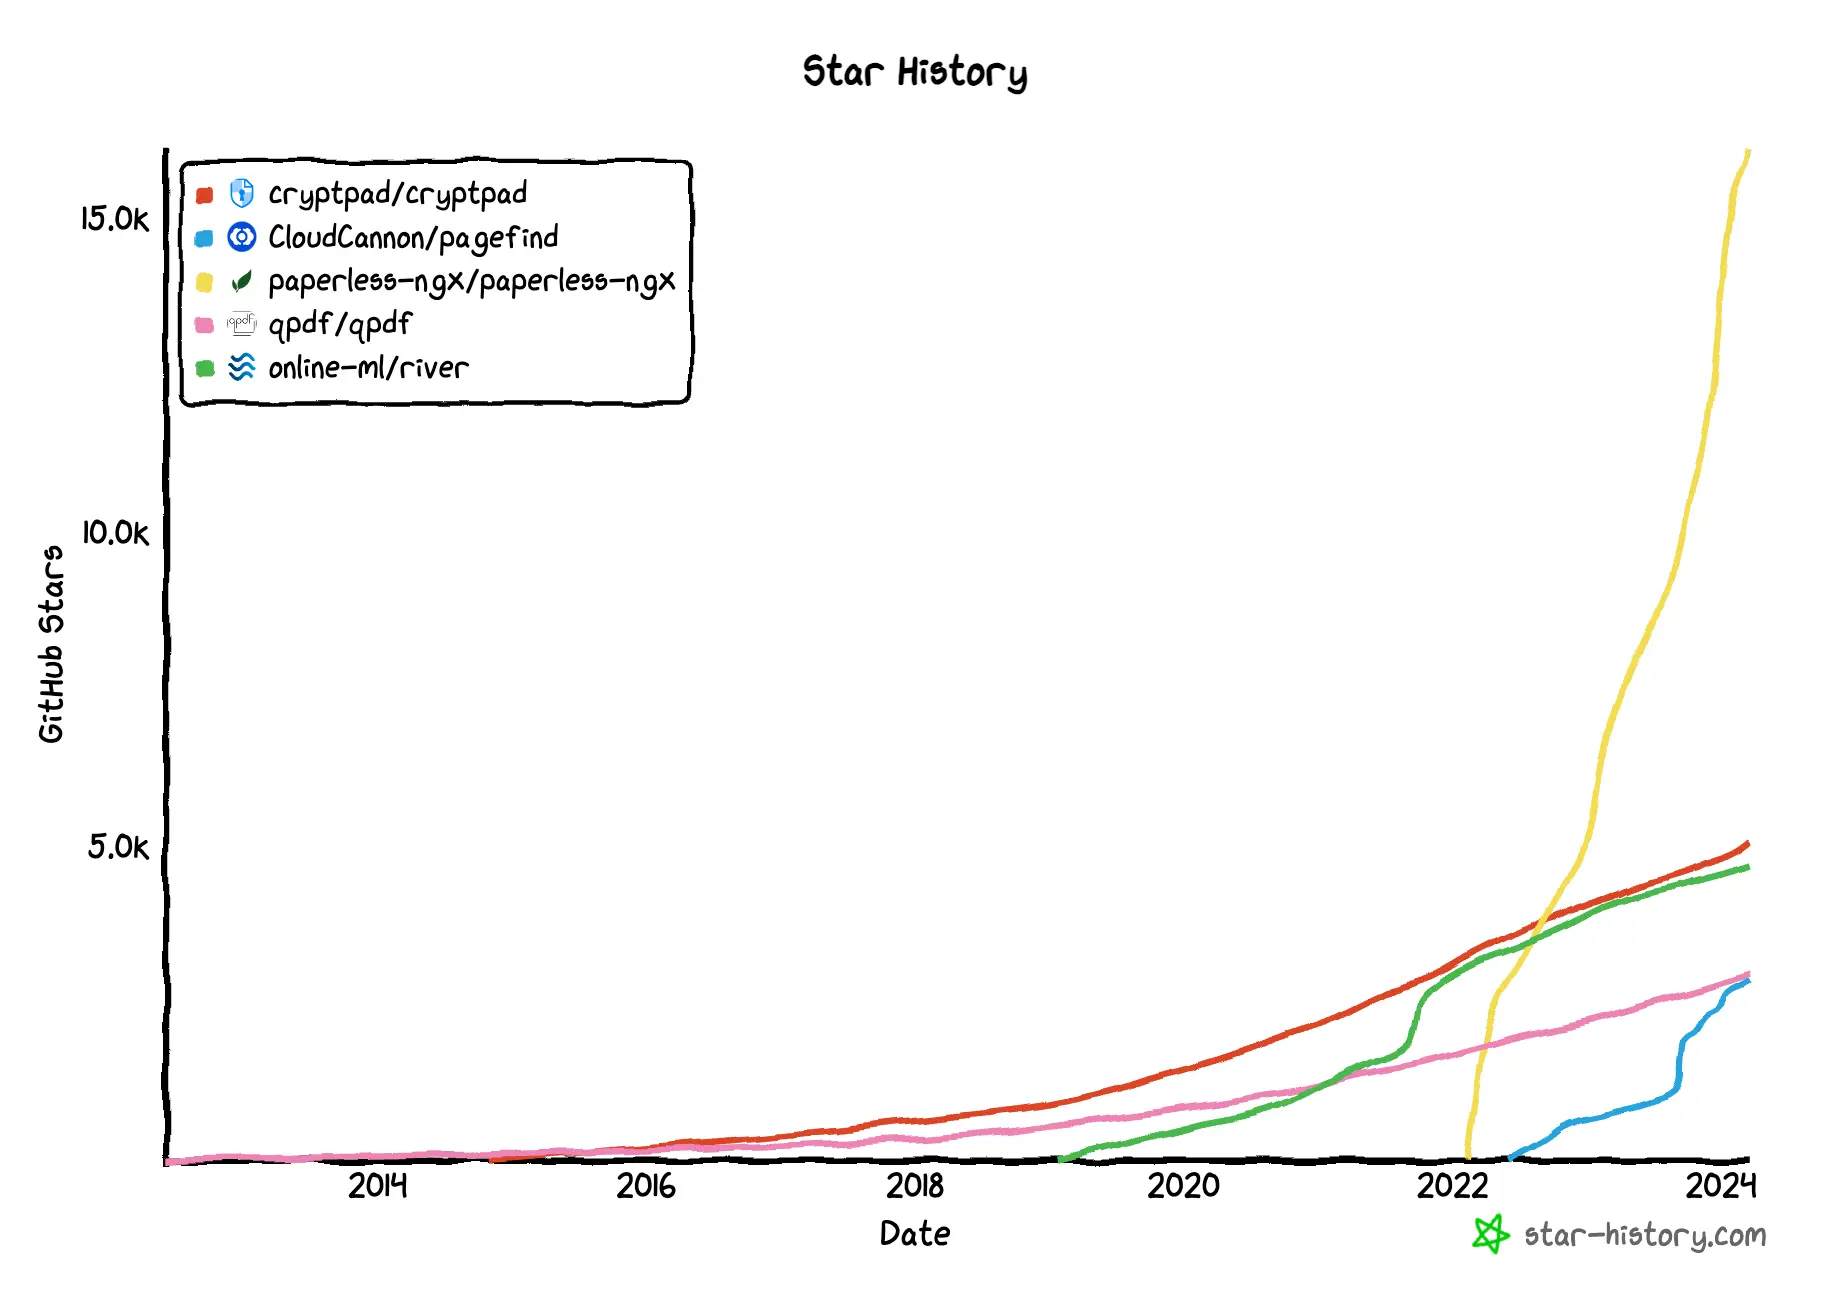 Star History
cryptpad/cryptpad
CloudCannon/pagefind
paperless-ngx/paperless-ngx
qpdf qpdf/qpdf
online-ml/river
15.0K
10.0K
5.0K
GitHub Stars
2014 2016 2018 2020 2022 2024
Date
star-history.com